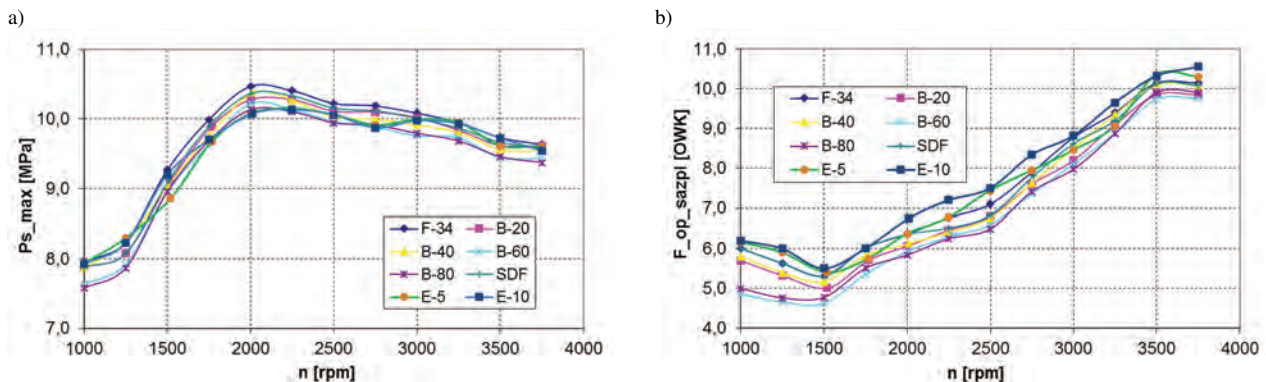 a)
11,0
10,0
9,0
8,0
7,0
Ps_max [MPa]
1000 1500 2000 2500 3000 3500 4000
n [rpm]
F-34 B-20
B-40 B-60
B-80 SDF
E-5 E-10
b)
11,0
10,0
9,0
8,0
7,0
6,0
5,0
4,0
F_op_sazpl [OWK]
1000 1500 2000 2500 3000 3500 4000
n [rpm]
F-34 B-20
B-40 B-60
B-80 SDF
E-5 E-10